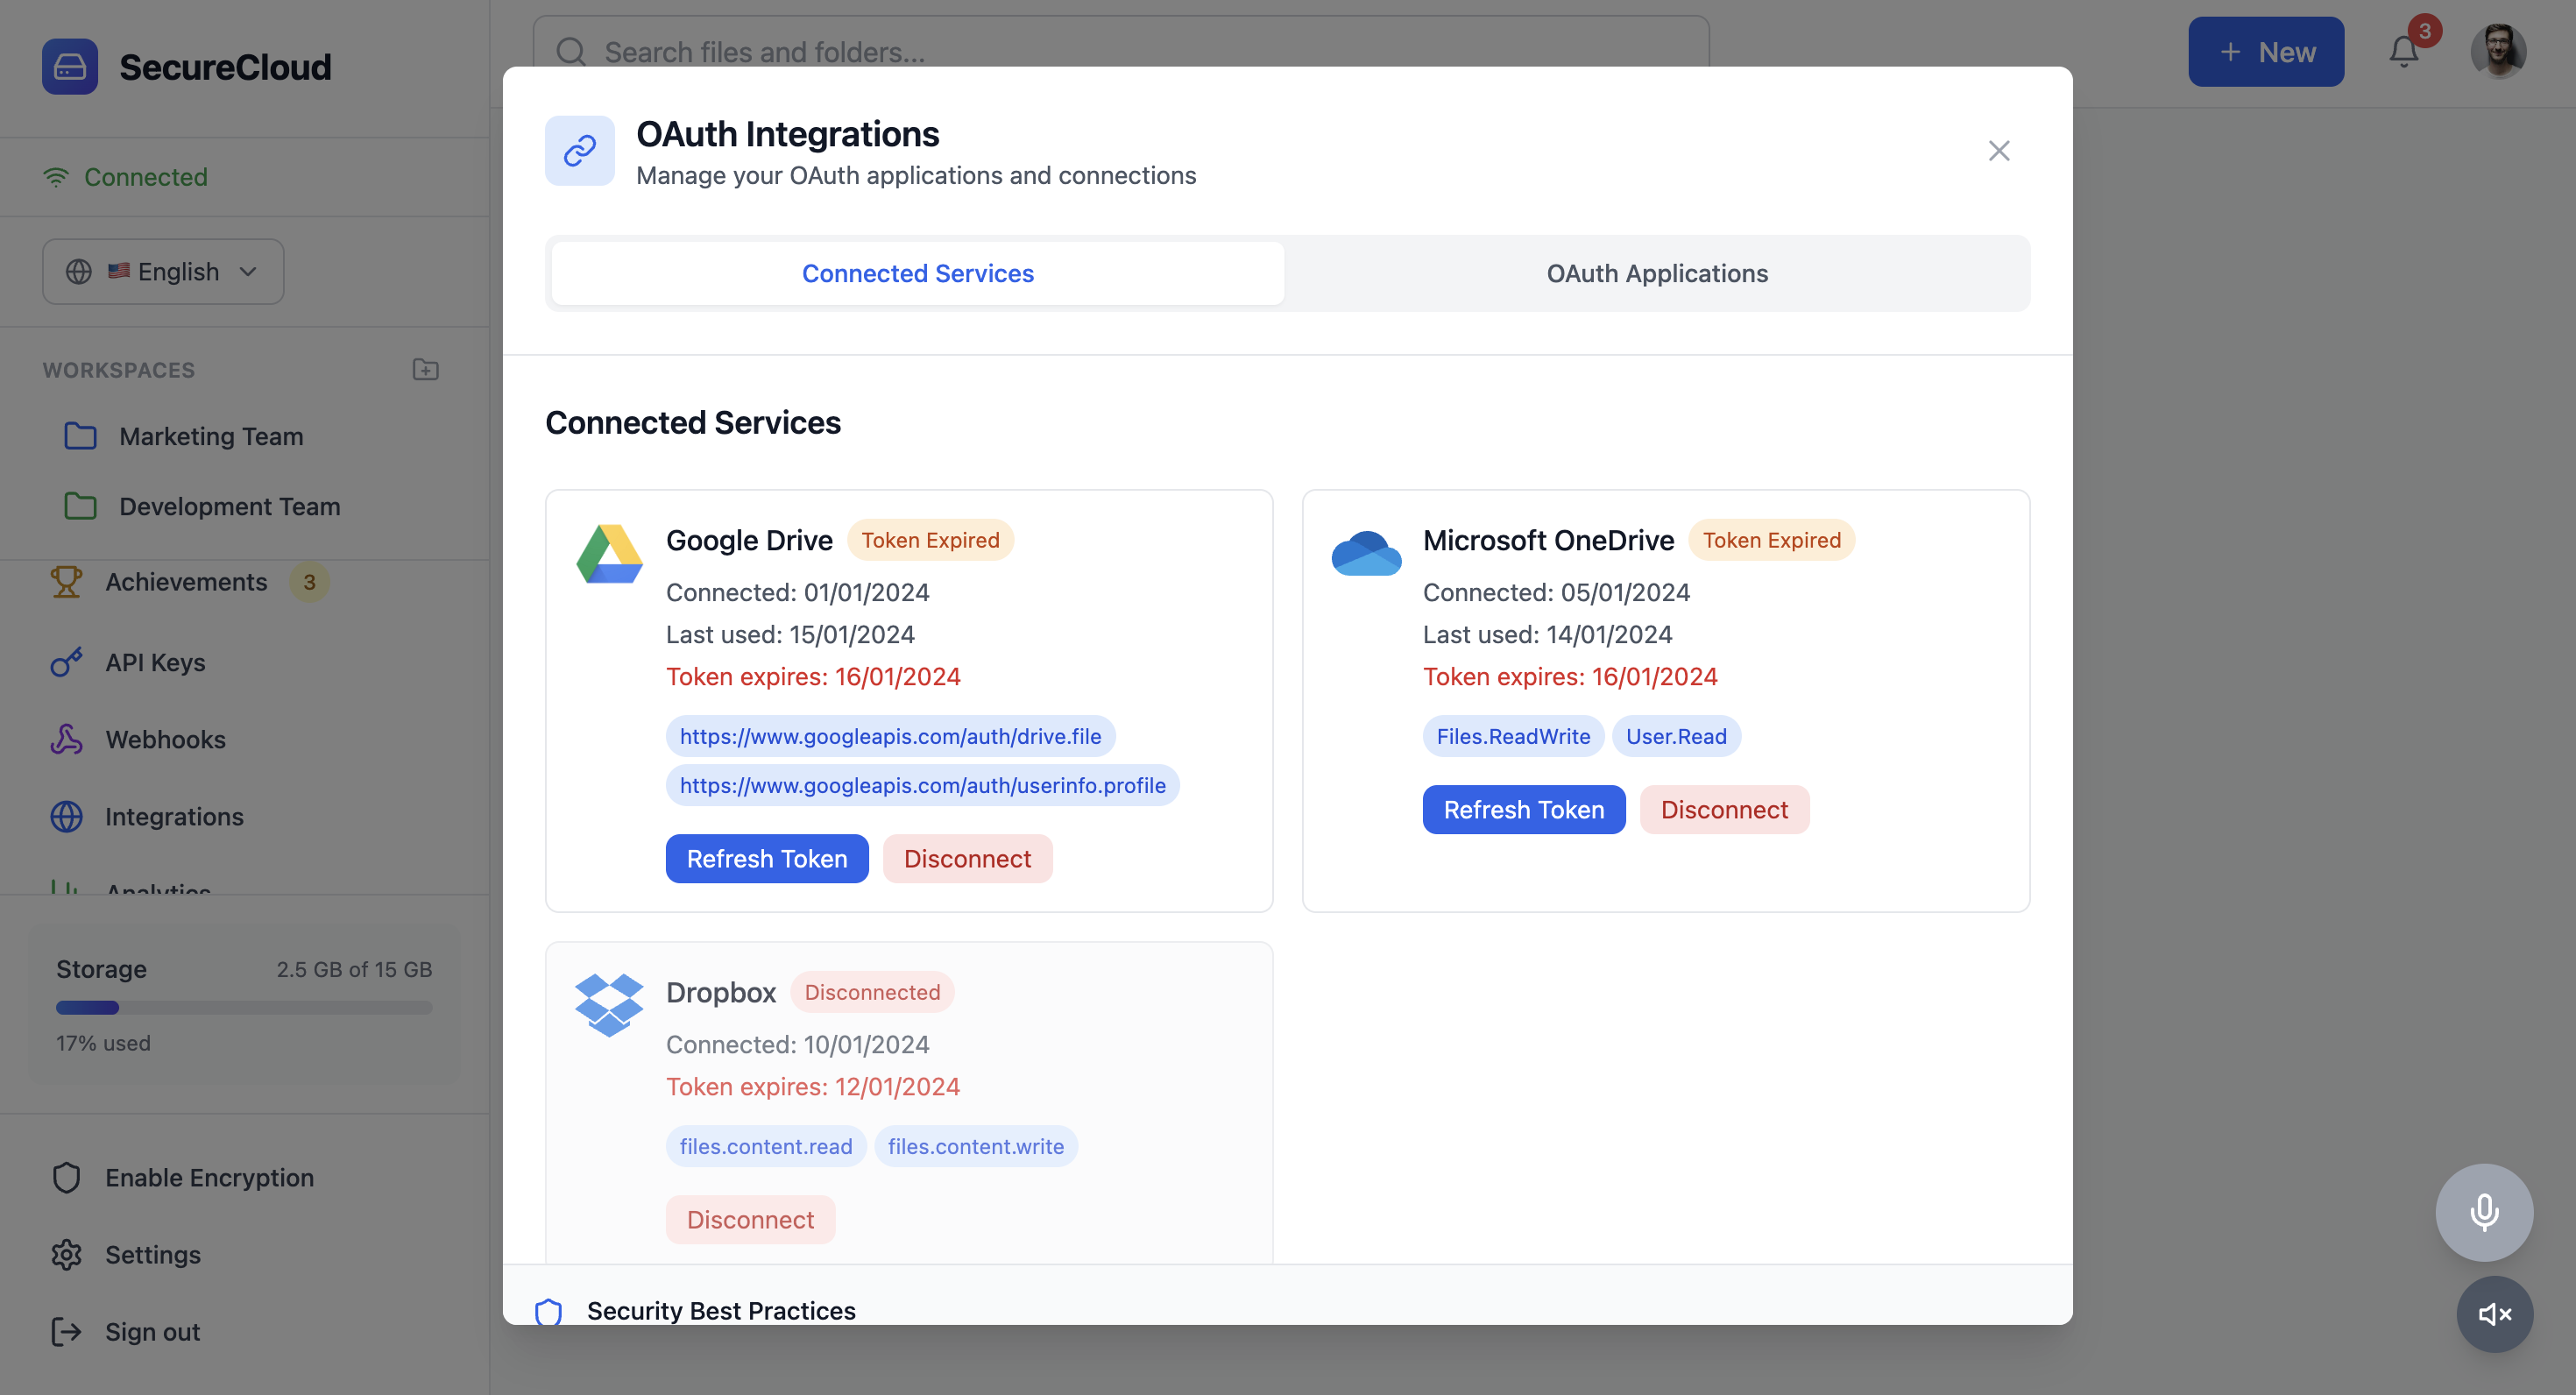 SecureCloud
Connected
🇺🇸 English
WORKSPACES
Marketing Team
Development Team
Achievements 3
API Keys
Webhooks
Integrations
Analytics
Storage 2.5 GB of 15 GB
17% used
Enable Encryption
Settings
Sign out
Search files and folders...
+ New
3
OAuth Integrations
Manage your OAuth applications and connections
Connected Services OAuth Applications
Connected Services
Google Drive Token Expired
Connected: 01/01/2024
Last used: 15/01/2024
Token expires: 16/01/2024
https://www.googleapis.com/auth/drive.file
https://www.googleapis.com/auth/userinfo.profile
Refresh Token Disconnect
Microsoft OneDrive Token Expired
Connected: 05/01/2024
Last used: 14/01/2024
Token expires: 16/01/2024
Files.ReadWrite User.Read
Refresh Token Disconnect
Dropbox Disconnected
Connected: 10/01/2024
Token expires: 12/01/2024
files.content.read files.content.write
Disconnect
Security Best Practices